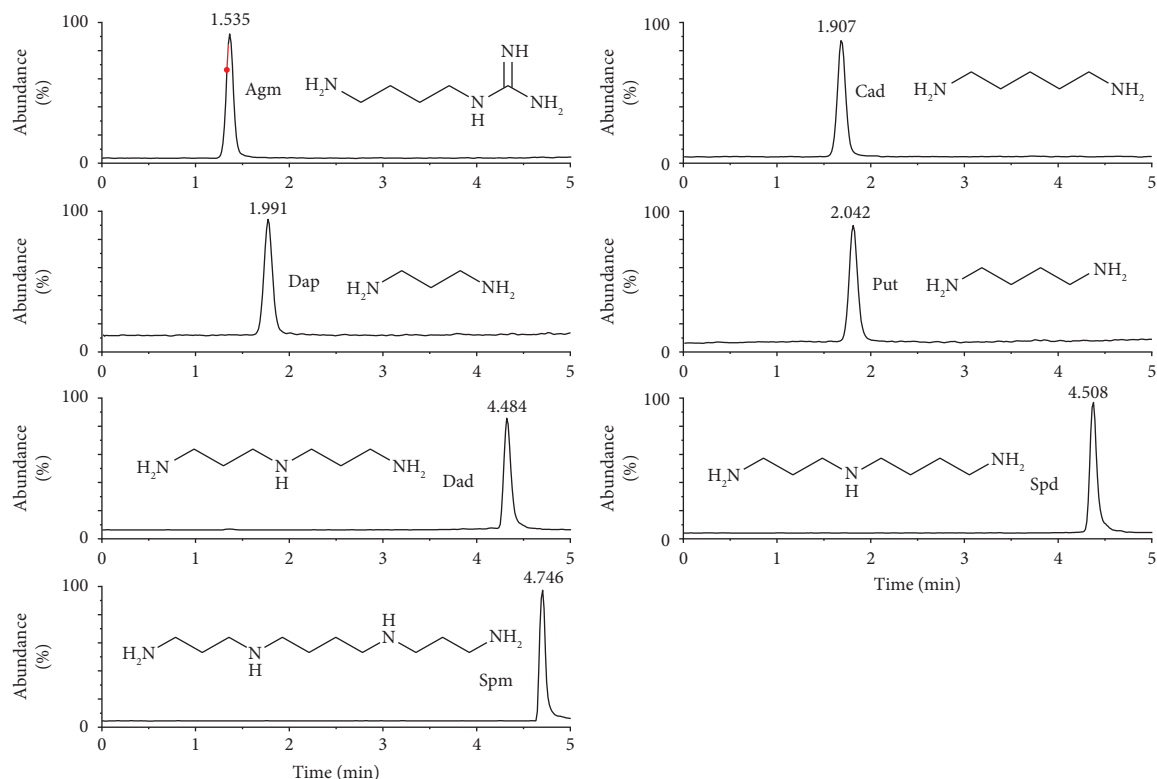 1.535
100
Abundance
(%)
0
Agm
H₂N
N
H
NH
NH₂
0 1 2 3 4 5
1.907
100
Abundance
(%)
0
Cad
H₂N
NH₂
0 1 2 3 4 5
1.991
100
Abundance
(%)
0
Dap
H₂N
NH₂
0 1 2 3 4 5
2.042
100
Abundance
(%)
0
Put
H₂N
NH₂
0 1 2 3 4 5
4.484
100
Abundance
(%)
0
H₂N
N
H
NH₂
Dad
0 1 2 3 4 5
4.508
100
Abundance
(%)
0
H₂N
N
H
NH₂
Spd
0 1 2 3 4 5
Time (min)
4.746
100
Abundance
(%)
0
H₂N
N
H
H
N
NH₂
Spm
0 1 2 3 4 5
Time (min)